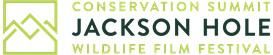 CONSERVATION SUMMIT
JACKSON HOLE
WILDLIFE FILM FESTIVAL